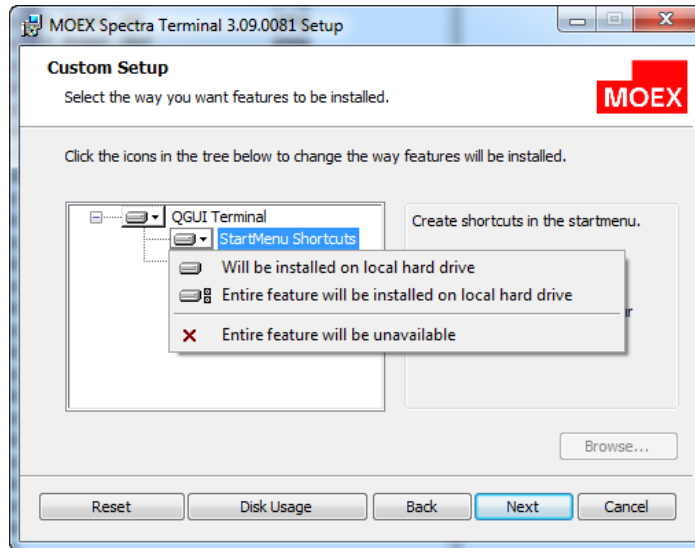 MOEX Spectra Terminal 3.09.0081 Setup
Custom Setup
Select the way you want features to be installed.
MOEX
Click the icons in the tree below to change the way features will be installed.
QGUI Terminal
StartMenu Shortcuts
Create shortcuts in the startmenu.
Will be installed on local hard drive
Entire feature will be installed on local hard drive
Entire feature will be unavailable
Browse...
Reset
Disk Usage
Back
Next
Cancel